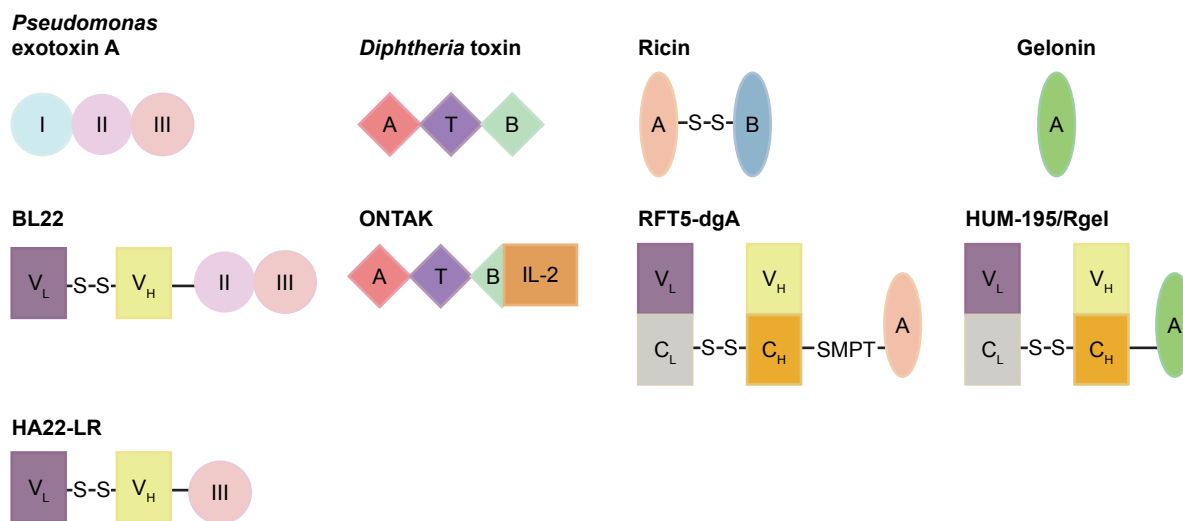 Pseudomonas
exotoxin A
Diphtheria toxin
Ricin
Gelonin
I II III
A T B
A -S-S- B
A
BL22
ONTAK
RFT5-dgA
HUM-195/Rgel
VL -S-S- VH II III
A T B IL-2
VL VH
CL -S-S- CH SMPT A
VL VH
CL -S-S- CH A
HA22-LR
VL -S-S- VH III